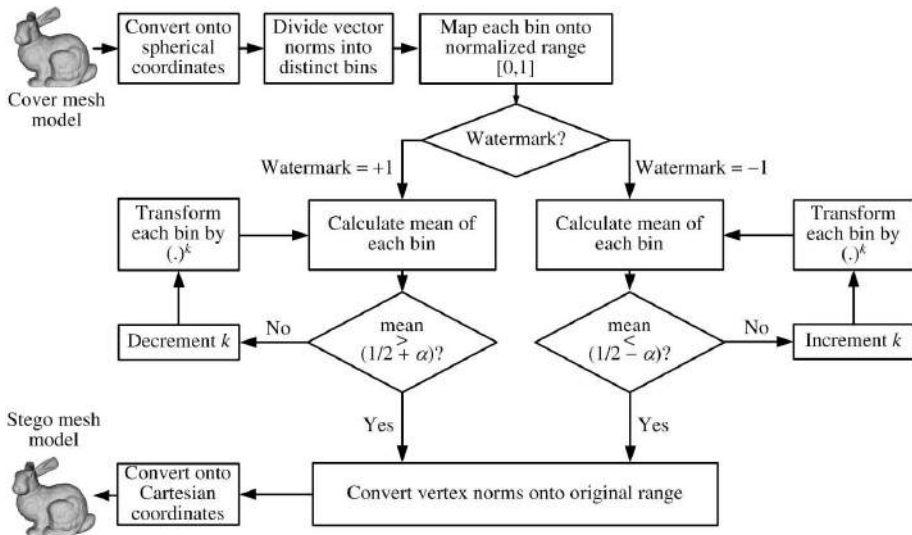 Cover mesh
model
Convert onto
spherical
coordinates
Divide vector
norms into
distinct bins
Map each bin onto
normalized range
[0,1]
Watermark?
Watermark = +1
Watermark = −1
Transform
each bin by
(.)^k
Calculate mean of
each bin
Calculate mean of
each bin
Transform
each bin by
(.)^k
Decrement k
No
mean
>
(1/2 + α)?
mean
<
(1/2 − α)?
No
Increment k
Yes
Yes
Stego mesh
model
Convert onto
Cartesian
coordinates
Convert vertex norms onto original range